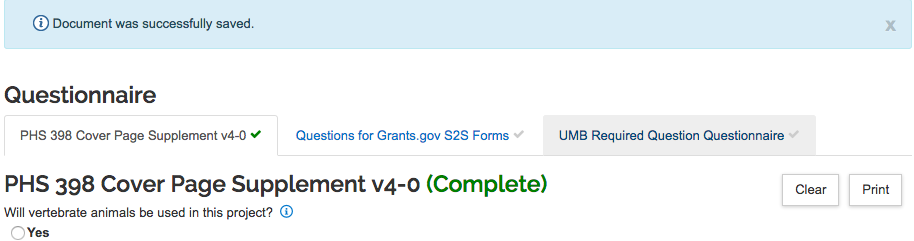 Document was successfully saved.
x
Questionnaire
PHS 398 Cover Page Supplement v4-0 Questions for Grants.gov S2S Forms UMB Required Question Questionnaire
PHS 398 Cover Page Supplement v4-0 (Complete) Clear Print
Will vertebrate animals be used in this project?
Yes